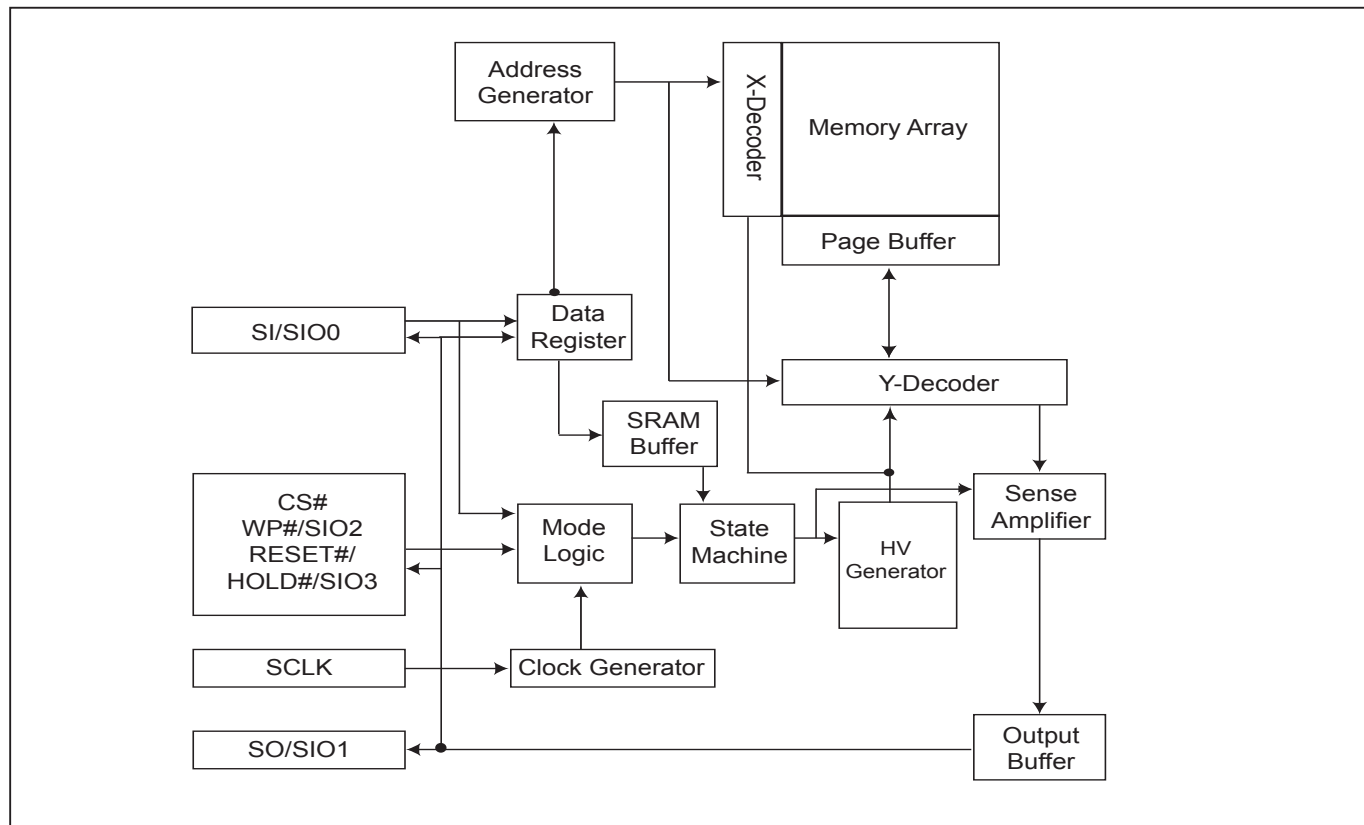 Address
Generator
X-Decoder
Memory Array
Page Buffer
SI/SIO0
Data
Register
Y-Decoder
SRAM
Buffer
CS#
WP#/SIO2
RESET#/
HOLD#/SIO3
Mode
Logic
State
Machine
HV
Generator
Sense
Amplifier
SCLK
Clock Generator
SO/SIO1
Output
Buffer